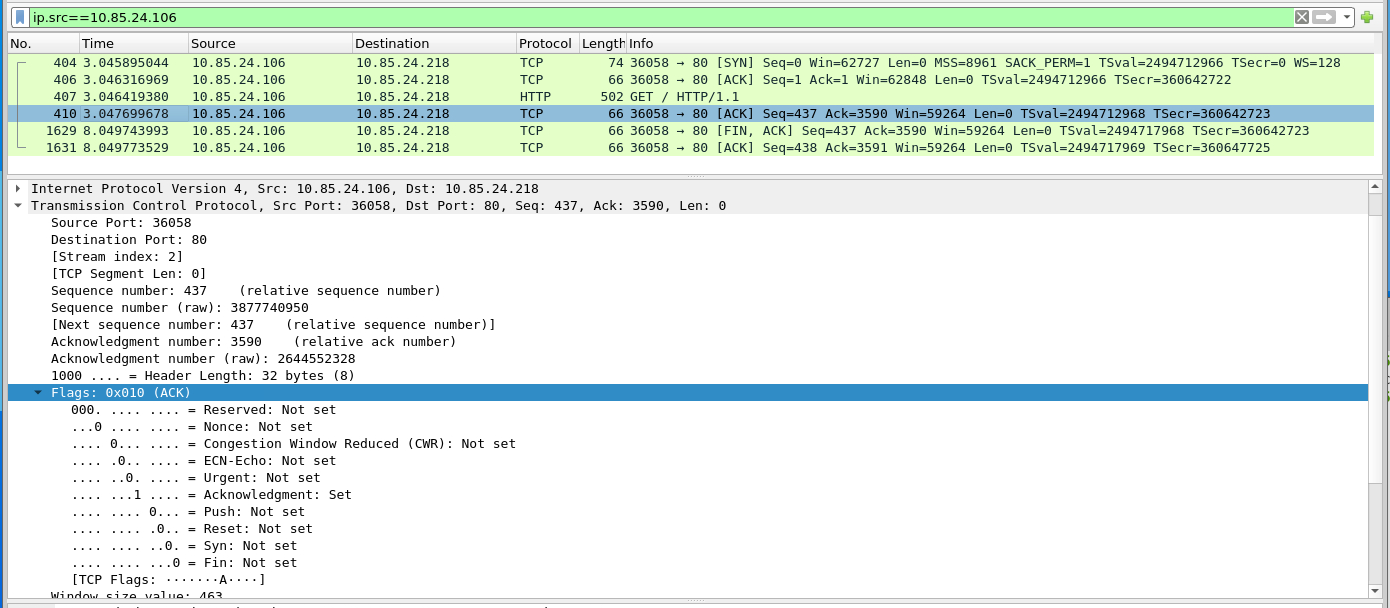 ip.src==10.85.24.106
No. Time Source Destination Protocol Length Info
404 3.045895044 10.85.24.106 10.85.24.218 TCP 74 36058 → 80 [SYN] Seq=0 Win=62727 Len=0 MSS=8961 SACK_PERM=1 TSval=2494712966 TSecr=0 WS=128
406 3.046316969 10.85.24.106 10.85.24.218 TCP 66 36058 → 80 [ACK] Seq=1 Ack=1 Win=62848 Len=0 TSval=2494712966 TSecr=360642722
407 3.046419380 10.85.24.106 10.85.24.218 HTTP 502 GET / HTTP/1.1
410 3.047699678 10.85.24.106 10.85.24.218 TCP 66 36058 → 80 [ACK] Seq=437 Ack=3590 Win=59264 Len=0 TSval=2494712968 TSecr=360642723
1629 8.049743993 10.85.24.106 10.85.24.218 TCP 66 36058 → 80 [FIN, ACK] Seq=437 Ack=3590 Win=59264 Len=0 TSval=2494717968 TSecr=360642723
1631 8.049773529 10.85.24.106 10.85.24.218 TCP 66 36058 → 80 [ACK] Seq=438 Ack=3591 Win=59264 Len=0 TSval=2494717969 TSecr=360647725
Internet Protocol Version 4, Src: 10.85.24.106, Dst: 10.85.24.218
Transmission Control Protocol, Src Port: 36058, Dst Port: 80, Seq: 437, Ack: 3590, Len: 0
Source Port: 36058
Destination Port: 80
[Stream index: 2]
[TCP Segment Len: 0]
Sequence number: 437 (relative sequence number)
Sequence number (raw): 3877740950
[Next sequence number: 437 (relative sequence number)]
Acknowledgment number: 3590 (relative ack number)
Acknowledgment number (raw): 2644552328
1000 .... = Header Length: 32 bytes (8)
Flags: 0x010 (ACK)
000. .... .... = Reserved: Not set
...0 .... .... = Nonce: Not set
.... 0... .... = Congestion Window Reduced (CWR): Not set
.... .0.. .... = ECN-Echo: Not set
.... ..0. .... = Urgent: Not set
.... ...1 .... = Acknowledgment: Set
.... .... 0... = Push: Not set
.... .... .0.. = Reset: Not set
.... .... ..0. = Syn: Not set
.... .... ...0 = Fin: Not set
[TCP Flags: ·······A····]
Window size value: 463